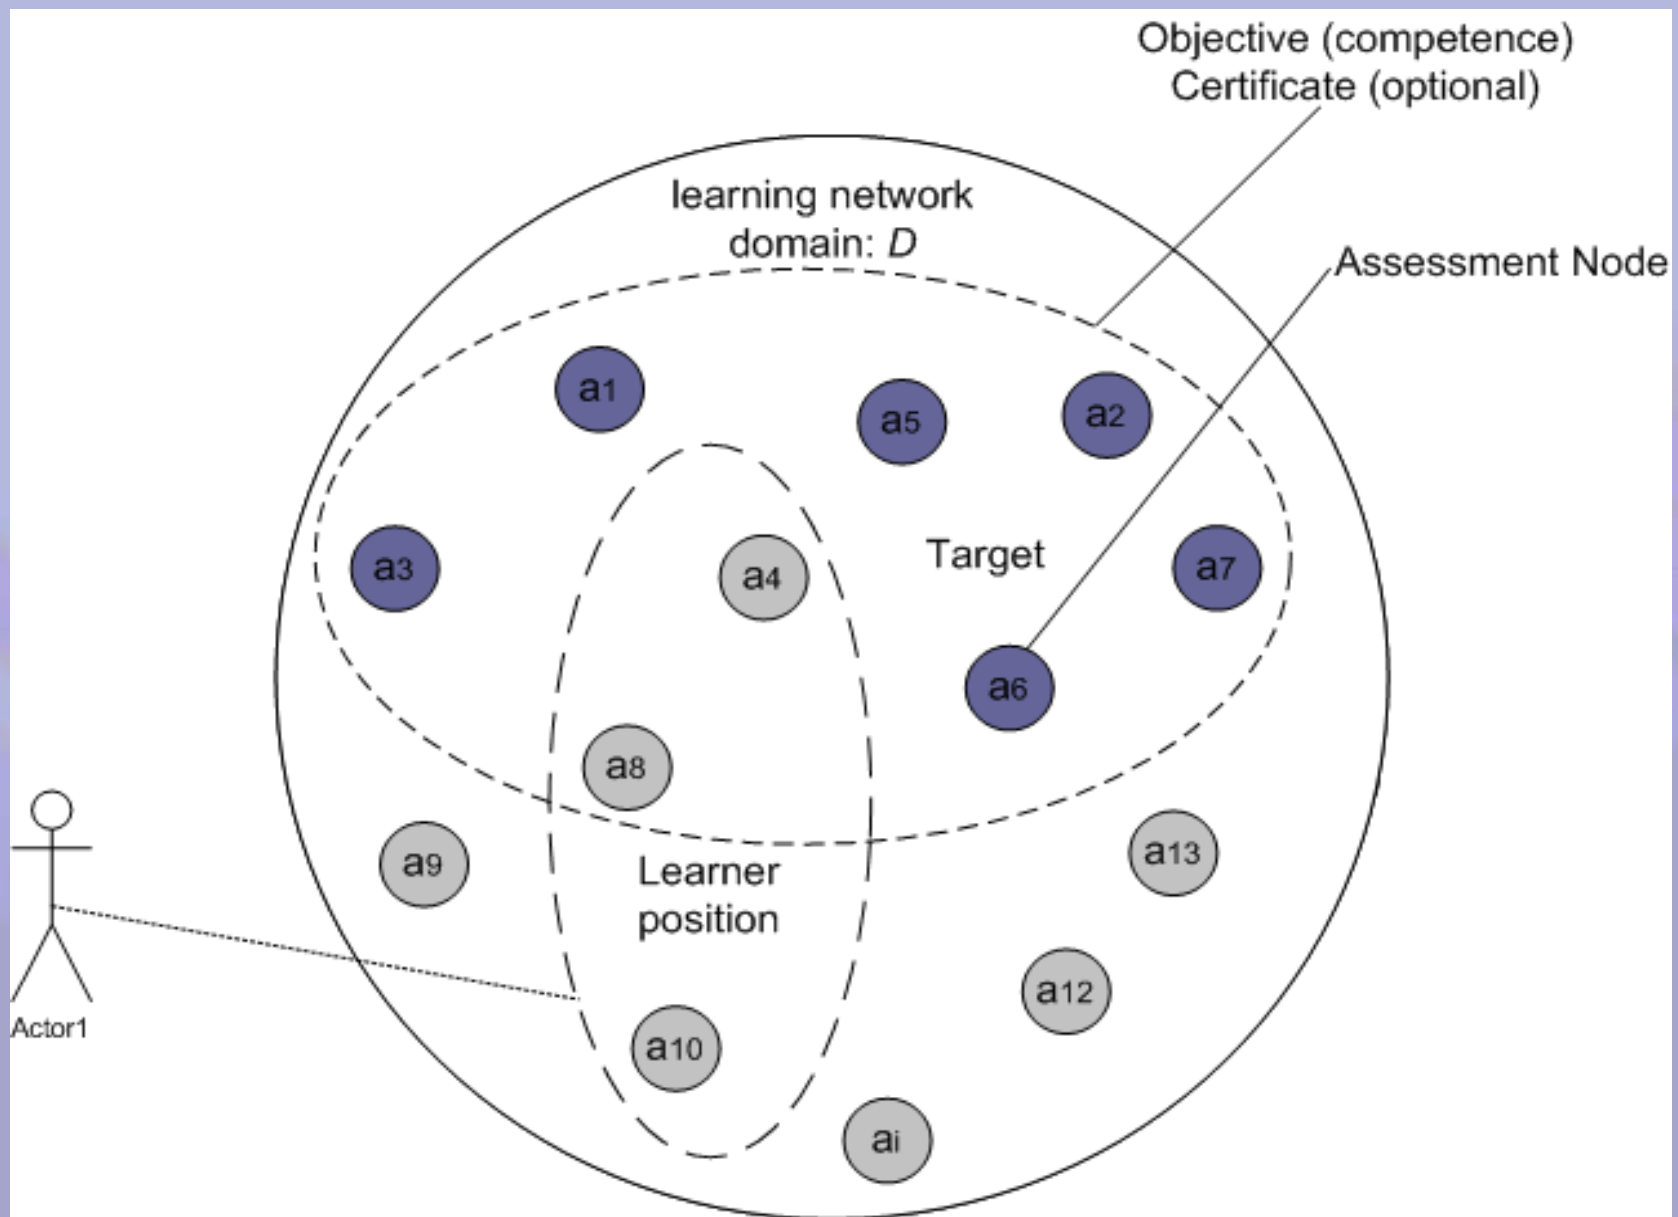 Objective (competence)
Certificate (optional)
learning network
domain: D
Assessment Node
a1
a5
a2
Target
a3
a4
a7
a6
a8
a9
Learner
position
a13
a12
Actor1
a10
ai